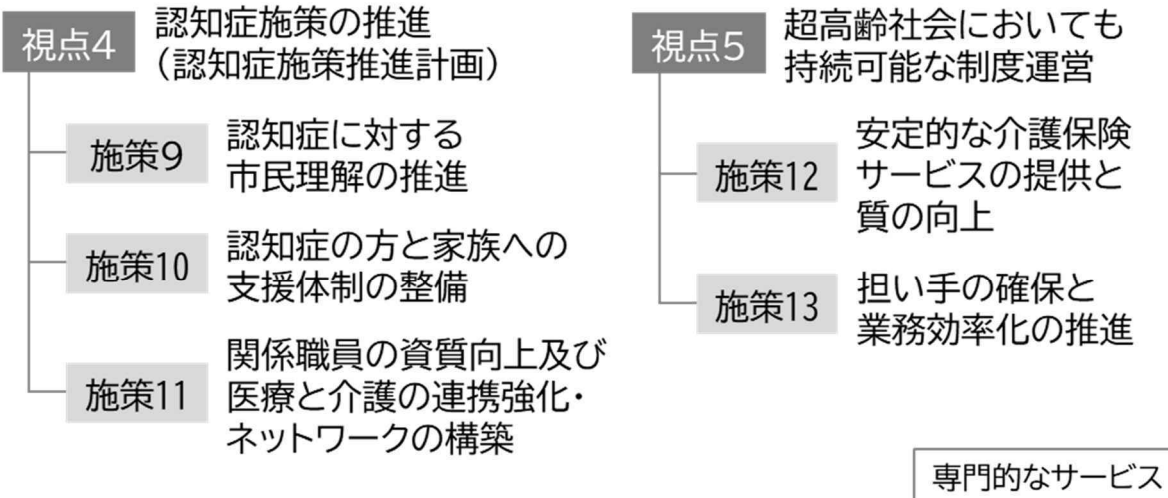 視点4
認知症施策の推進
（認知症施策推進計画）
施策9
認知症に対する
市民理解の推進
施策10
認知症の方と家族への
支援体制の整備
施策11
関係職員の資質向上及び
医療と介護の連携強化・
ネットワークの構築
視点5
超高齢社会においても
持続可能な制度運営
施策12
安定的な介護保険
サービスの提供と
質の向上
施策13
担い手の確保と
業務効率化の推進
専門的なサービス